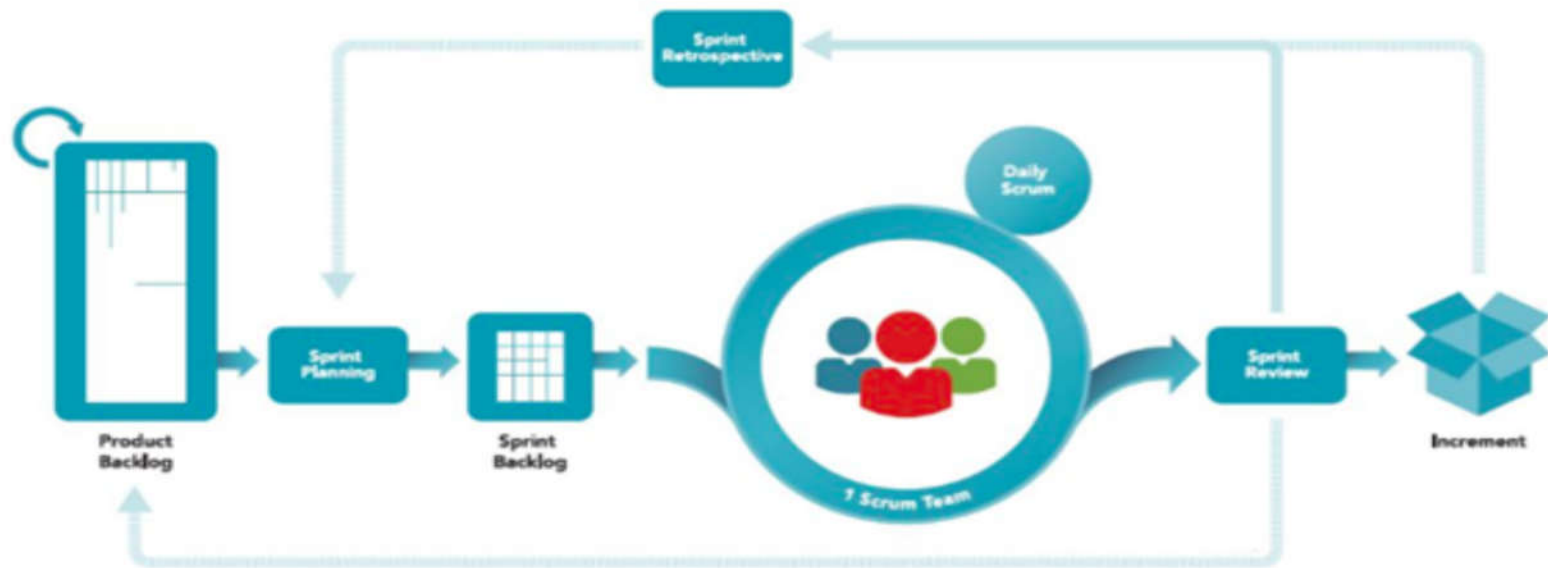 Sprint
Retrospective
Daily
Scrum
Sprint
Planning
Sprint
Review
Product
Backlog
Sprint
Backlog
1 Scrum Team
Increment